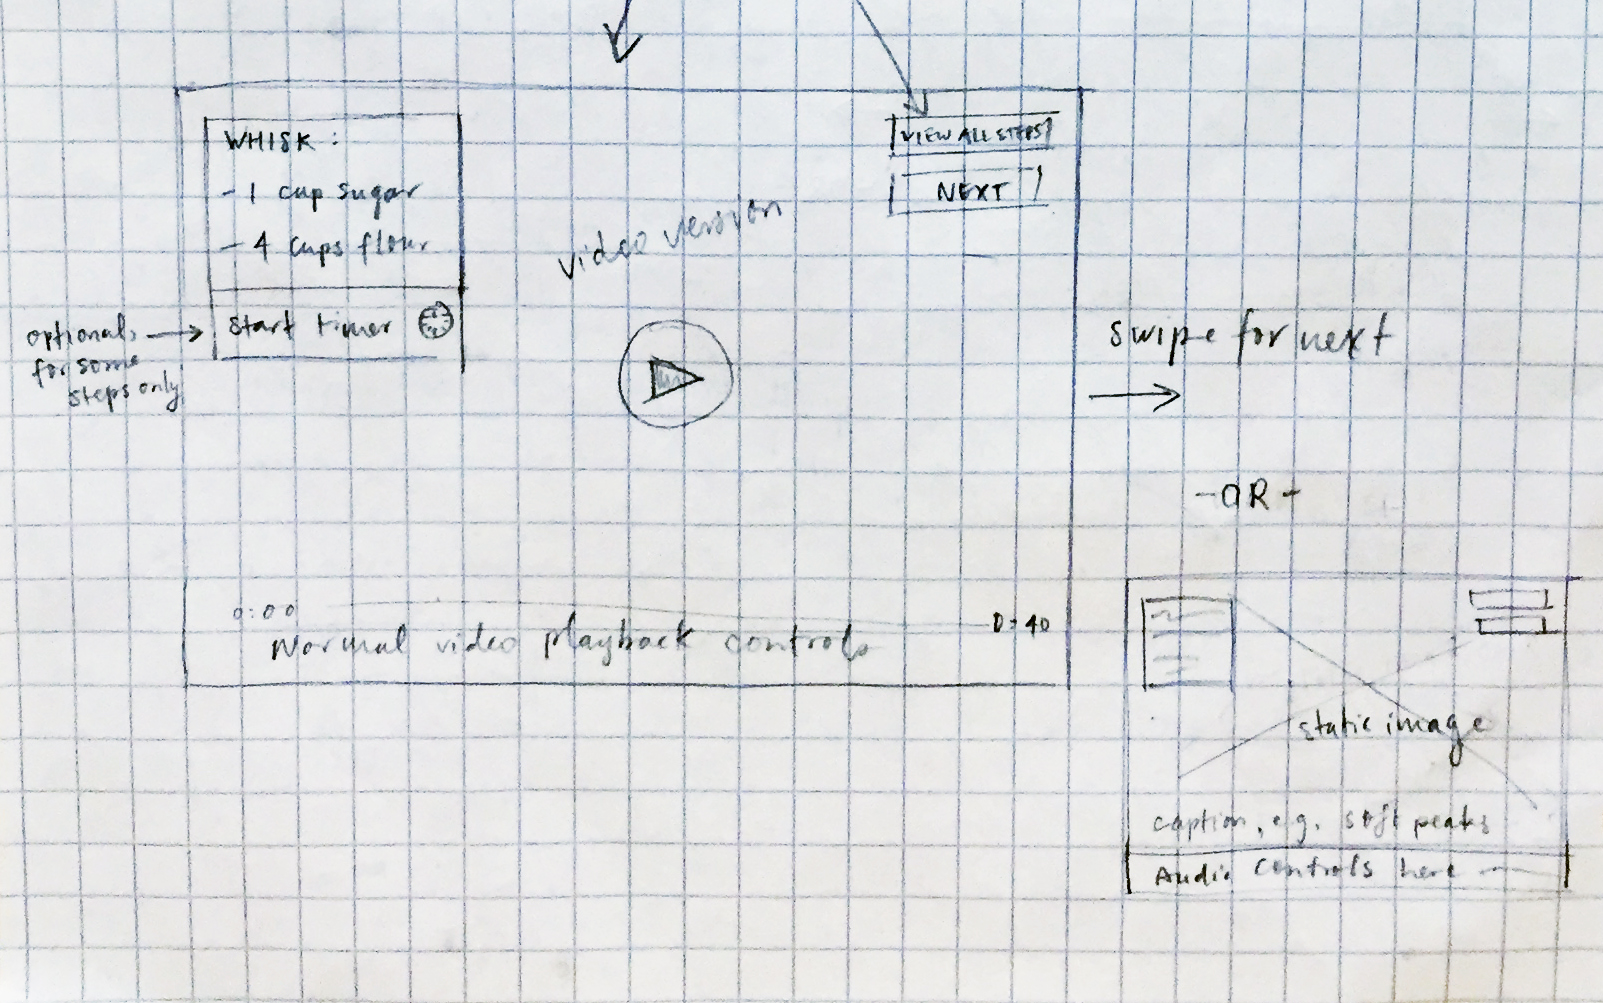 WHISK :
- 1 cup sugar
- 4 cups flour
Start timer
optional,
for some
steps only
video version
VIEW ALL STEPS
NEXT
swipe for next
- OR -
0:00
0:40
Normal video playback controls
static image
caption, e.g. soft peaks
Audio controls here